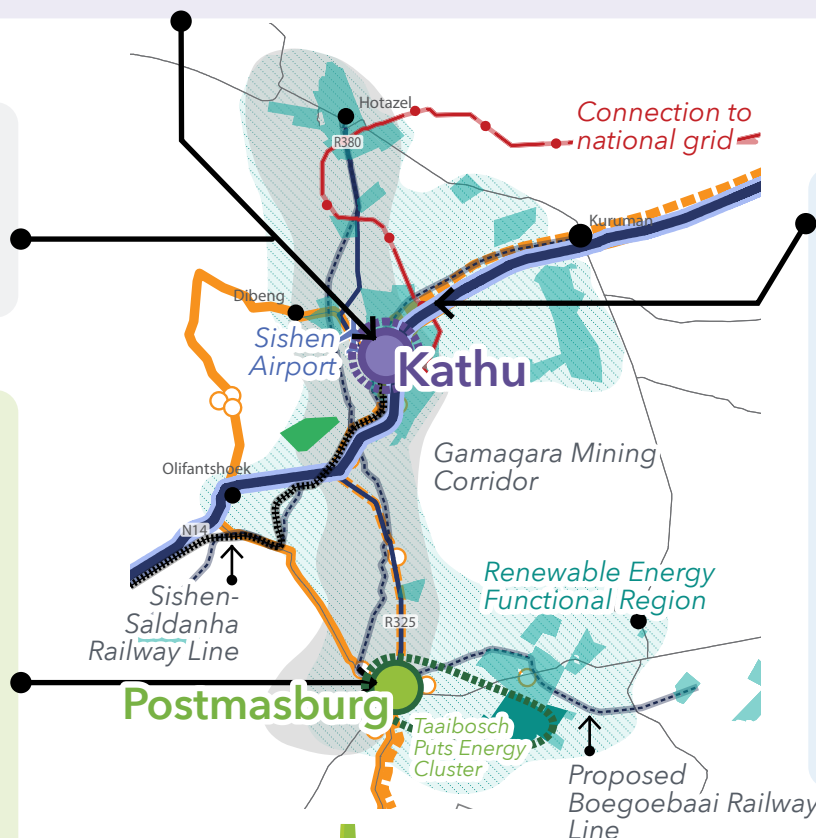 Hotazel
Connection to
national grid
R380
Kuruman
Dibeng
Sishen
Airport
Kathu
Gamagara Mining
Corridor
Olifantshoek
N14
Renewable Energy
Functional Region
Sishen-
Saldanha
Railway Line
R325
Postmasburg
Taaibosch
Puts Energy
Cluster
Proposed
Boegoebaai Railway
Line